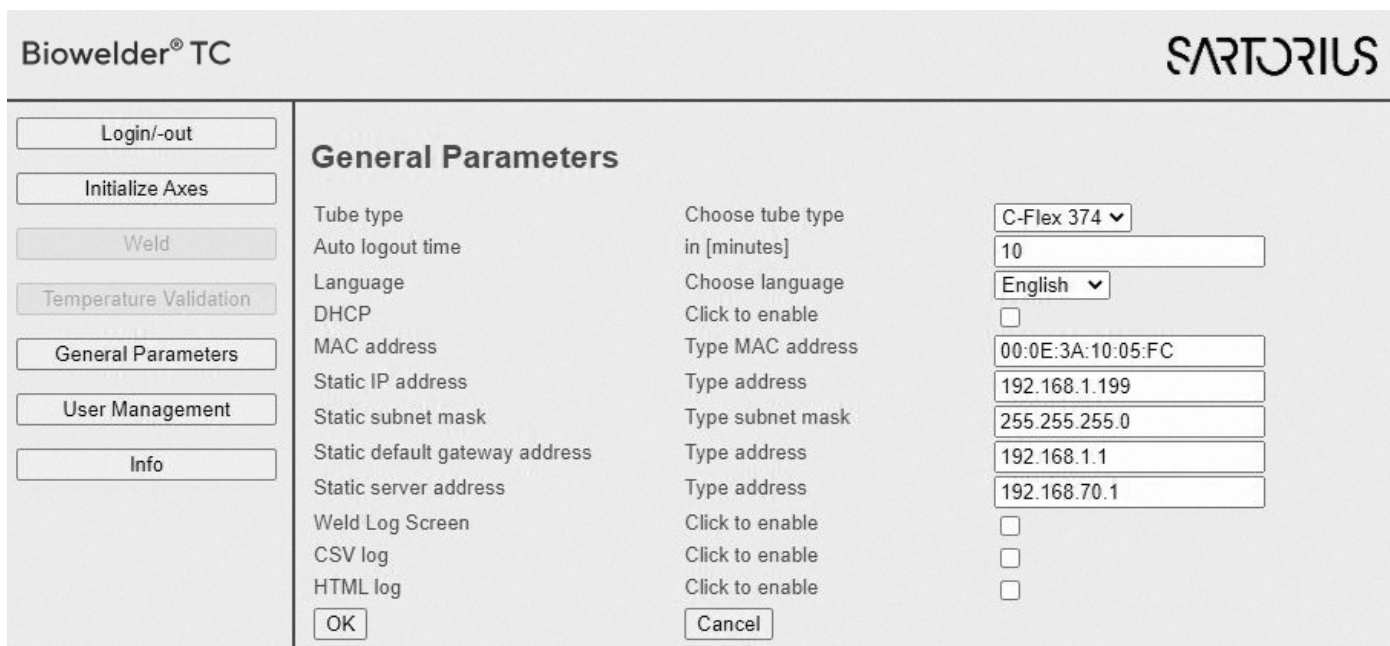 Biowelder® TC
SARTORIUS
Login/-out
Initialize Axes
Weld
Temperature Validation
General Parameters
User Management
Info
General Parameters
Tube type Choose tube type C-Flex 374
Auto logout time in [minutes] 10
Language Choose language English
DHCP Click to enable
MAC address Type MAC address 00:0E:3A:10:05:FC
Static IP address Type address 192.168.1.199
Static subnet mask Type subnet mask 255.255.255.0
Static default gateway address Type address 192.168.1.1
Static server address Type address 192.168.70.1
Weld Log Screen Click to enable
CSV log Click to enable
HTML log Click to enable
OK Cancel